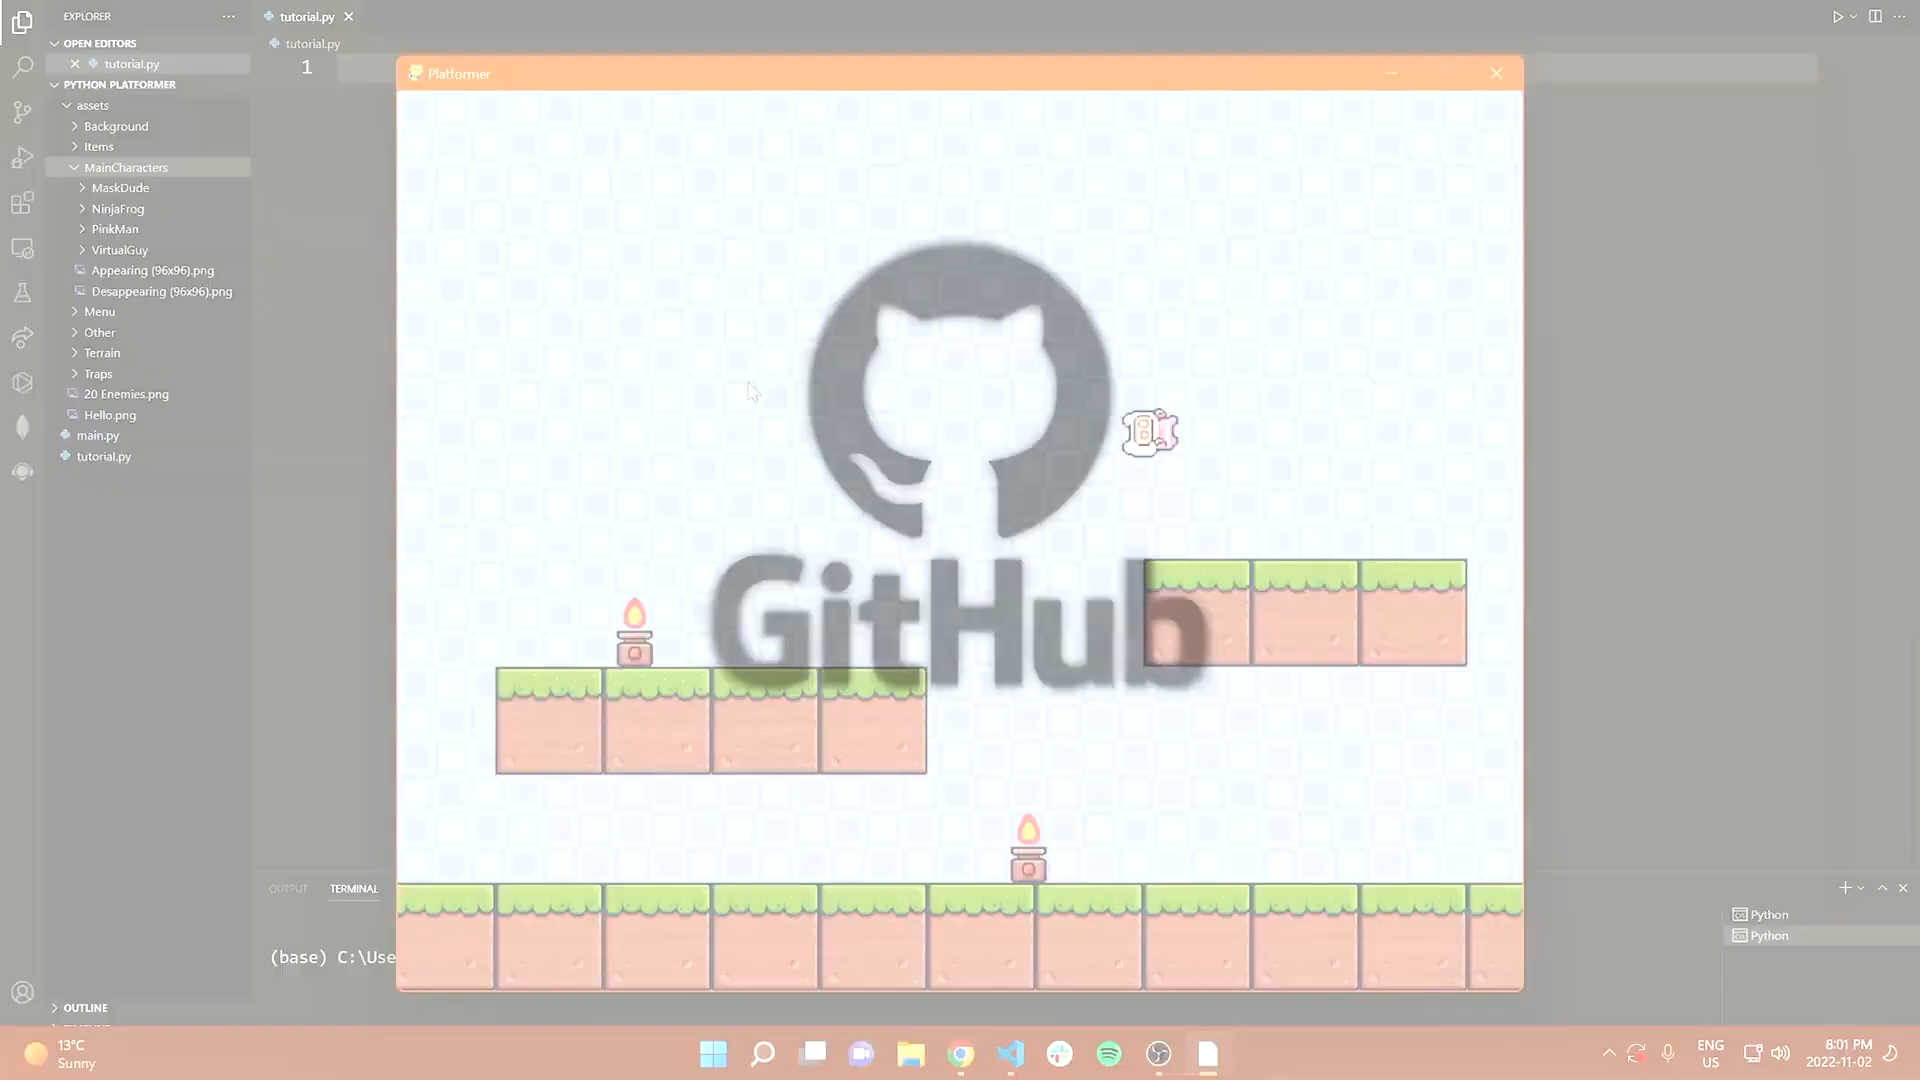 EXPLORER
tutorial.py
OPEN EDITORS
tutorial.py
tutorial.py
1
PYTHON PLATFORMER
assets
Background
Items
MainCharacters
MaskDude
NinjaFrog
PinkMan
VirtualGuy
Appearing (96x96).png
Desappearing (96x96).png
Menu
Other
Terrain
Traps
20 Enemies.png
Hello.png
main.py
tutorial.py
Platformer
GitHub
OUTPUT
TERMINAL
Python
Python
(base) C:\Use
OUTLINE
13°C
Sunny
ENG
US
8:01 PM
2022-11-02